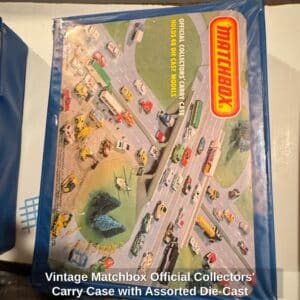 MATCHBOX
OFFICIAL COLLECTORS' CARRY CASE
HOLDS 48 DIE CAST MODELS
Vintage Matchbox Official Collectors'
Carry Case with Assorted Die-Cast